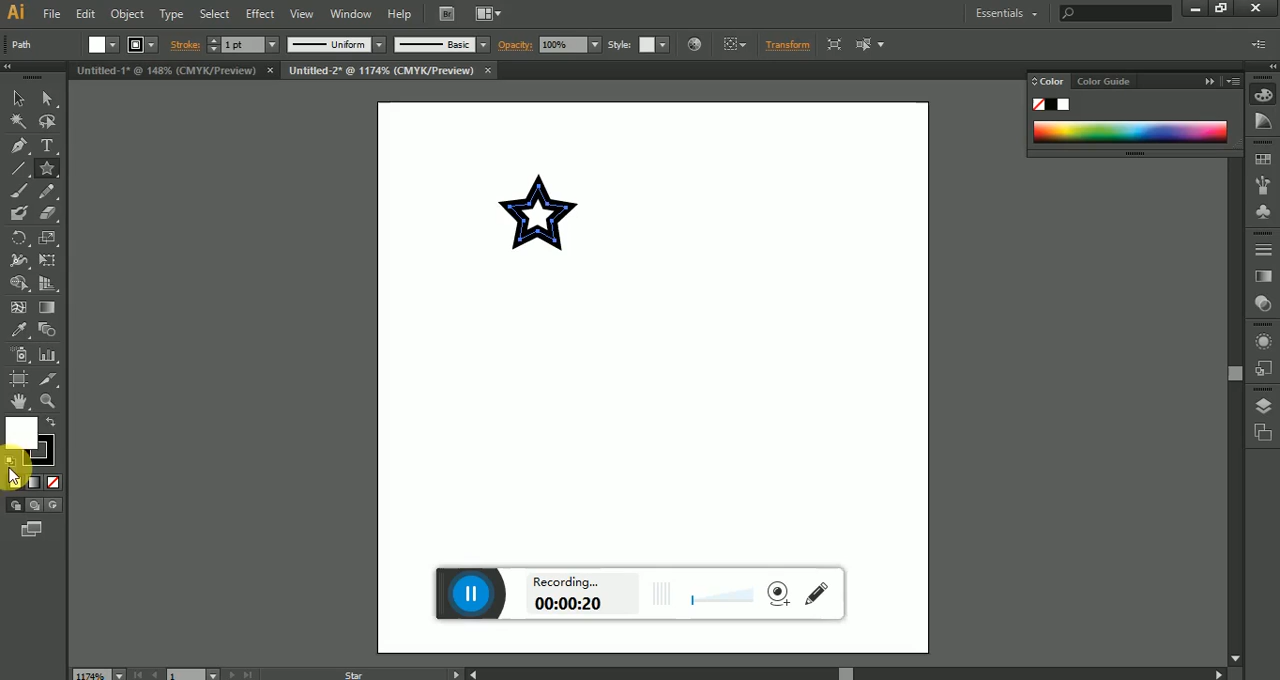 Ai File Edit Object Type Select Effect View Window Help Br Essentials
Path Stroke: 1 pt Uniform Basic Opacity: 100% Style: Transform
Untitled-1* @ 148% (CMYK/Preview) × Untitled-2* @ 1174% (CMYK/Preview) ×
Color Color Guide
T
Recording...
00:00:20
1174% 1 Star